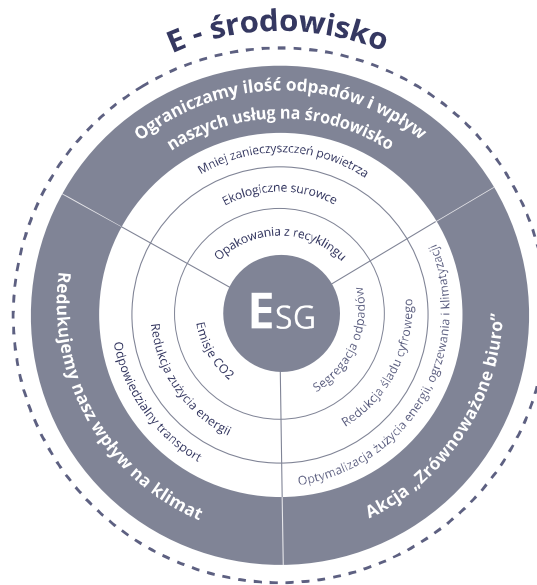 E - środowisko
Ograniczamy ilość odpadów i wpływ
naszych usług na środowisko
Mniej zanieczyszczeń powietrza
Ekologiczne surowce
Opakowania z recyklingu
ESG
Redukujemy nasz wpływ na klimat
Odpowiedzialny transport
Redukcja zużycia energii
Emisje CO2
Segregacja odpadów
Redukcja śladu cyfrowego
Optymalizacja żużycia energii, ogrzewania i klimatyzacji
Akcja „Zrównoważone biuro”